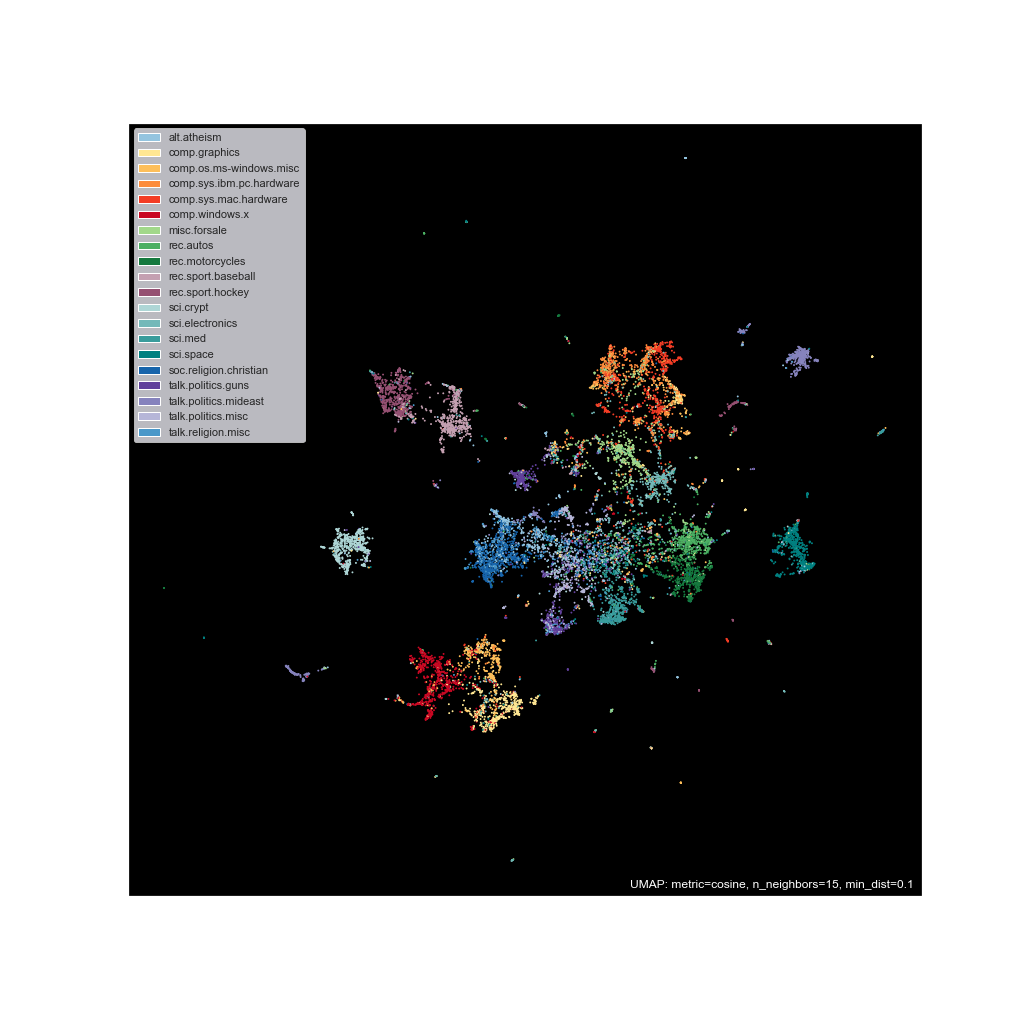 alt.atheism
comp.graphics
comp.os.ms-windows.misc
comp.sys.ibm.pc.hardware
comp.sys.mac.hardware
comp.windows.x
misc.forsale
rec.autos
rec.motorcycles
rec.sport.baseball
rec.sport.hockey
sci.crypt
sci.electronics
sci.med
sci.space
soc.religion.christian
talk.politics.guns
talk.politics.mideast
talk.politics.misc
talk.religion.misc
UMAP: metric=cosine, n_neighbors=15, min_dist=0.1